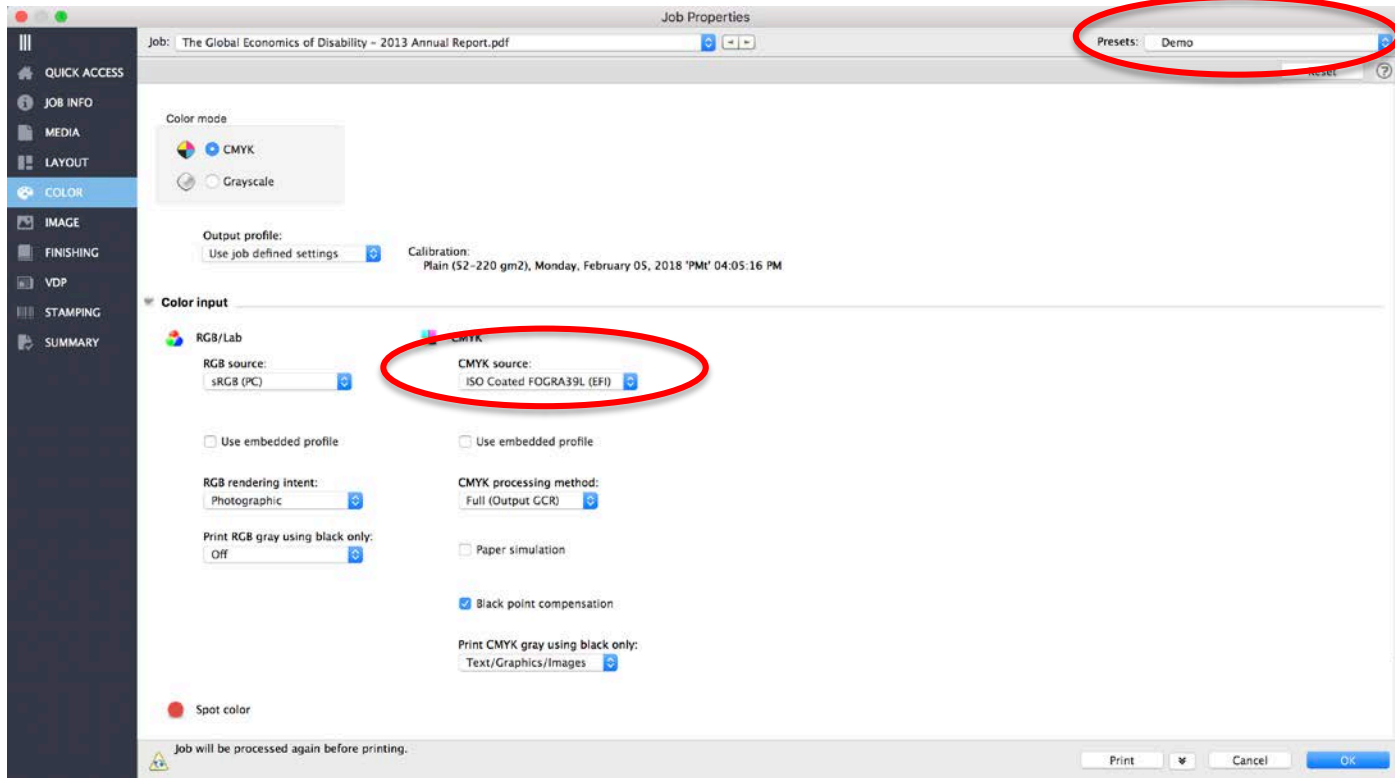 Job Properties
Job: The Global Economics of Disability – 2013 Annual Report.pdf
Presets: Demo
Reset
QUICK ACCESS
JOB INFO
MEDIA
LAYOUT
COLOR
IMAGE
FINISHING
VDP
STAMPING
SUMMARY
Color mode
CMYK
Grayscale
Output profile:
Use job defined settings
Calibration:
Plain (52-220 gm2), Monday, February 05, 2018 'PMt' 04:05:16 PM
Color input
RGB/Lab
RGB source:
sRGB (PC)
Use embedded profile
RGB rendering intent:
Photographic
Print RGB gray using black only:
Off
CMYK
CMYK source:
ISO Coated FOGRA39L (EFI)
Use embedded profile
CMYK processing method:
Full (Output GCR)
Paper simulation
Black point compensation
Print CMYK gray using black only:
Text/Graphics/Images
Spot color
Job will be processed again before printing.
Print
Cancel
OK